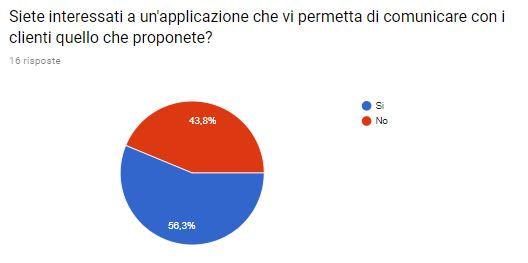 Siete interessati a un'applicazione che vi permetta di comunicare con i
clienti quello che proponete?
16 risposte
Si
No
43,8%
56,3%